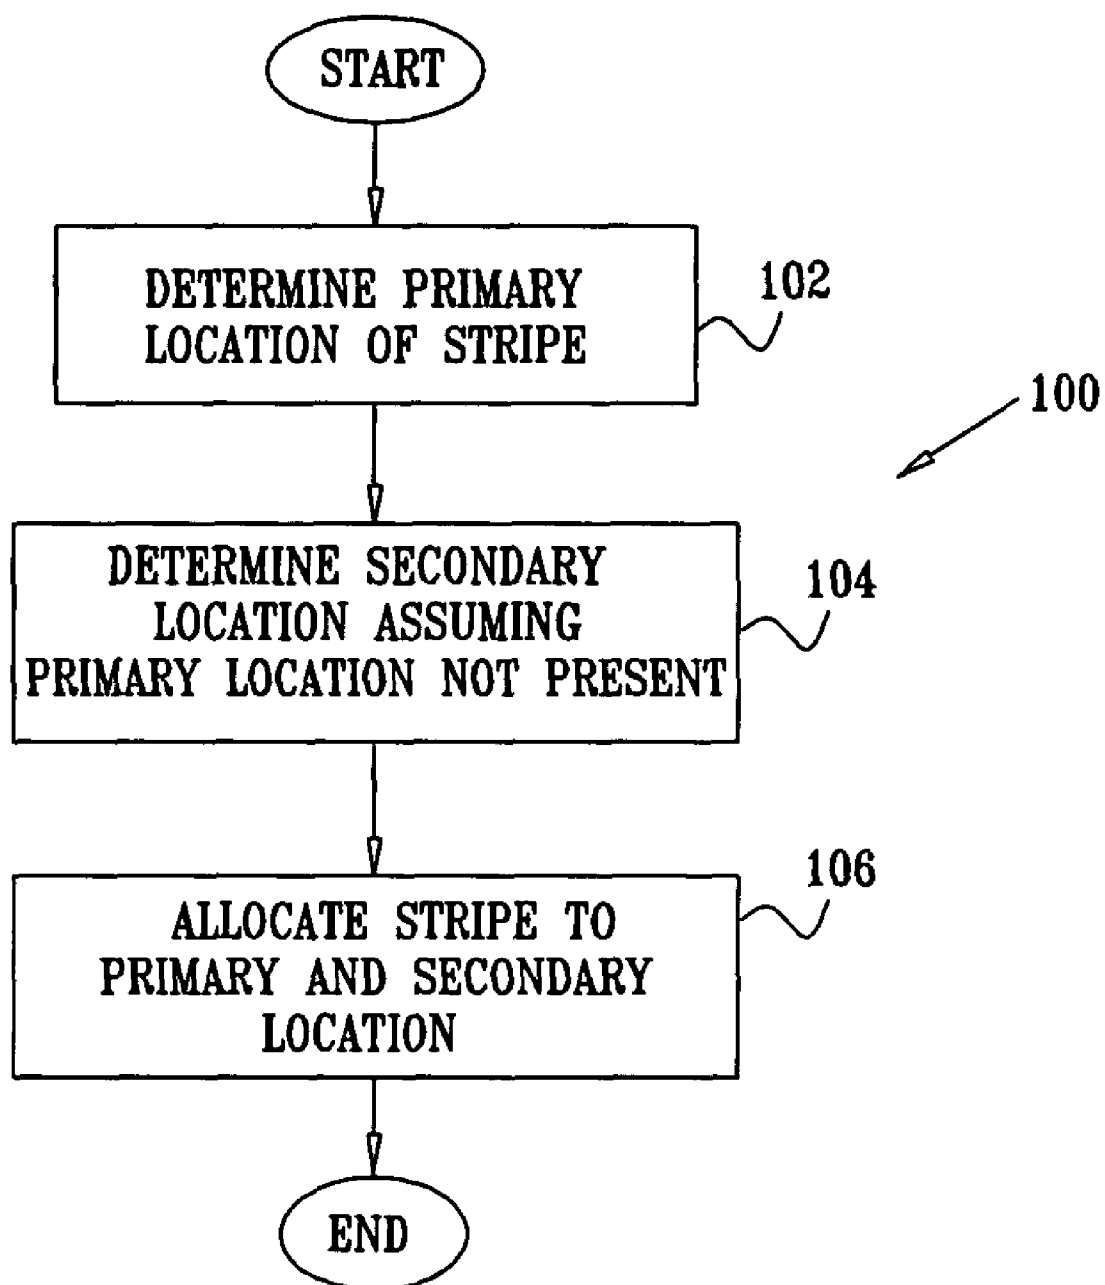 START
DETERMINE PRIMARY
LOCATION OF STRIPE
102
100
DETERMINE SECONDARY
LOCATION ASSUMING
PRIMARY LOCATION NOT PRESENT
104
106
ALLOCATE STRIPE TO
PRIMARY AND SECONDARY
LOCATION
END